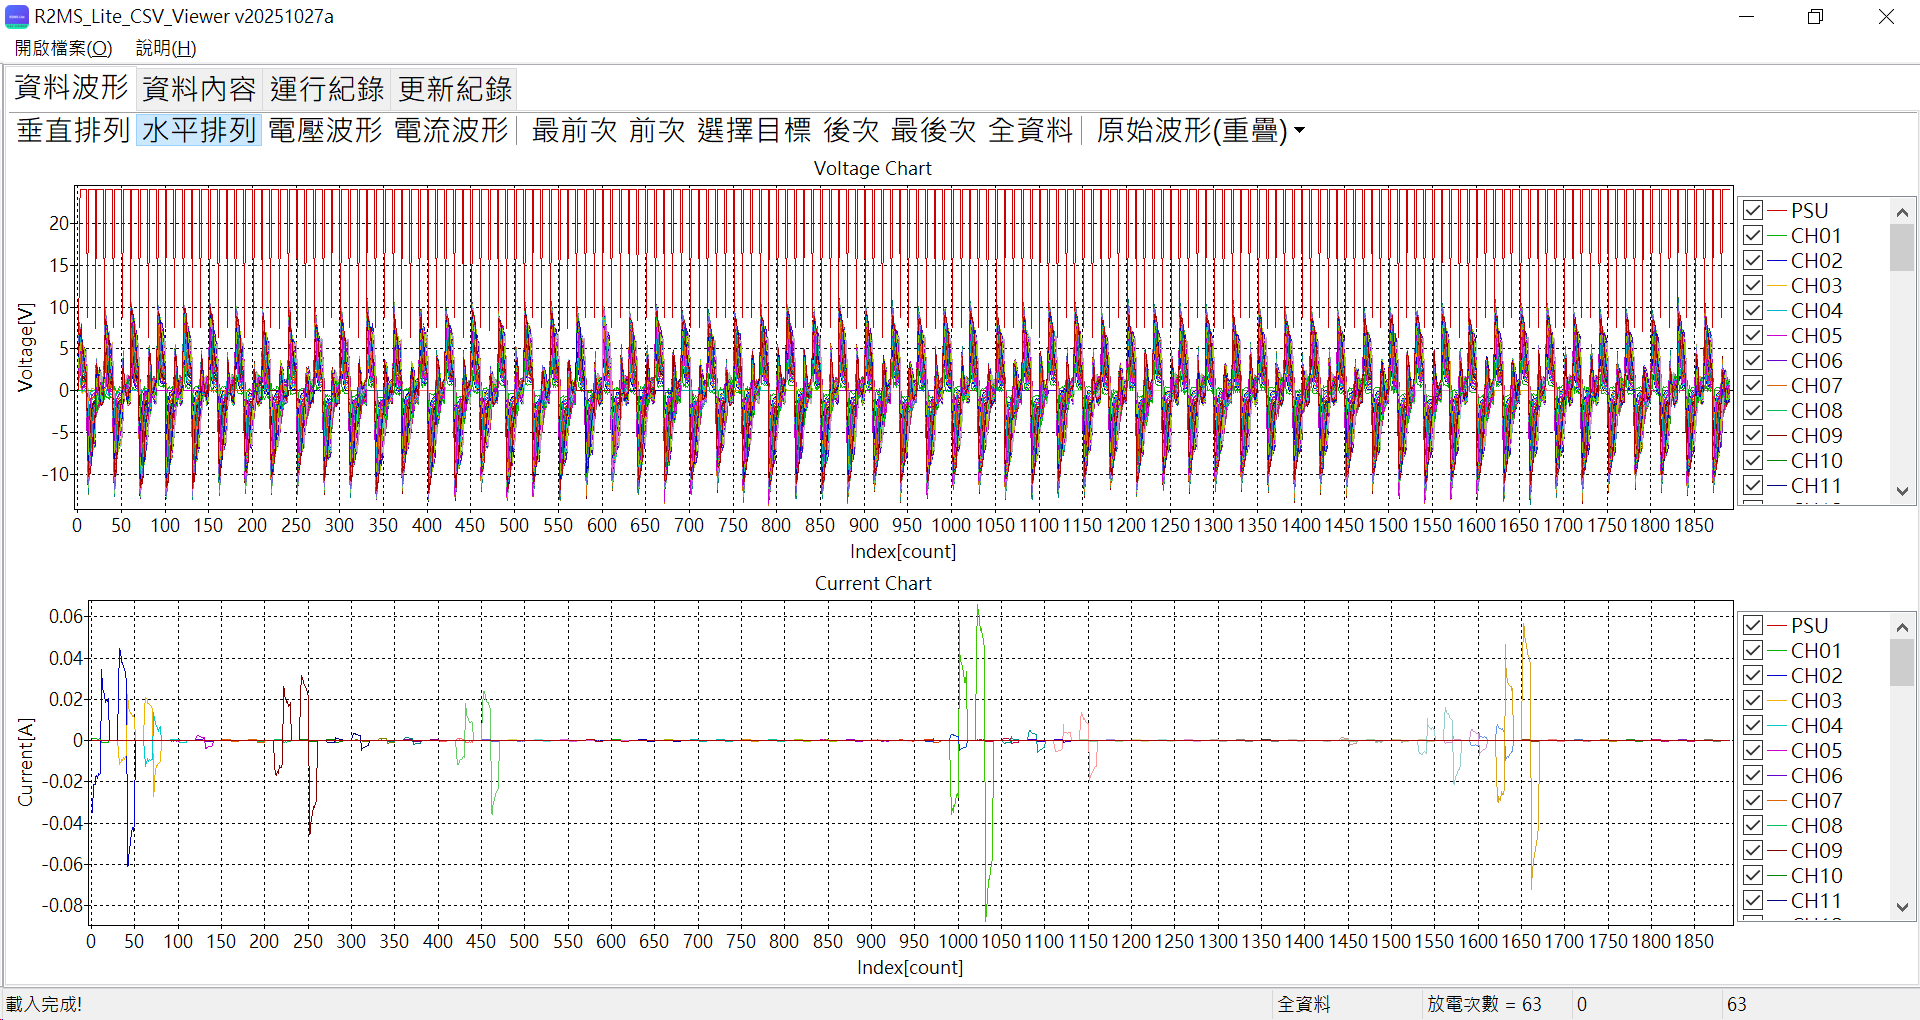 R2MS_Lite_CSV_Viewer v20251027a
開啟檔案(O) 說明(H)
資料波形 資料內容 運行紀錄 更新紀錄
垂直排列 水平排列 電壓波形 電流波形 最前次 前次 選擇目標 後次 最後次 全資料 原始波形(重疊)
Voltage Chart
Voltage[V]
20
15
10
5
0
-5
-10
0 50 100 150 200 250 300 350 400 450 500 550 600 650 700 750 800 850 900 950 1000 1050 1100 1150 1200 1250 1300 1350 1400 1450 1500 1550 1600 1650 1700 1750 1800 1850
Index[count]
PSU
CH01
CH02
CH03
CH04
CH05
CH06
CH07
CH08
CH09
CH10
CH11
Current Chart
Current[A]
0.06
0.04
0.02
0
-0.02
-0.04
-0.06
-0.08
0 50 100 150 200 250 300 350 400 450 500 550 600 650 700 750 800 850 900 950 1000 1050 1100 1150 1200 1250 1300 1350 1400 1450 1500 1550 1600 1650 1700 1750 1800 1850
Index[count]
PSU
CH01
CH02
CH03
CH04
CH05
CH06
CH07
CH08
CH09
CH10
CH11
載入完成! 全資料 放電次數 = 63 0 63